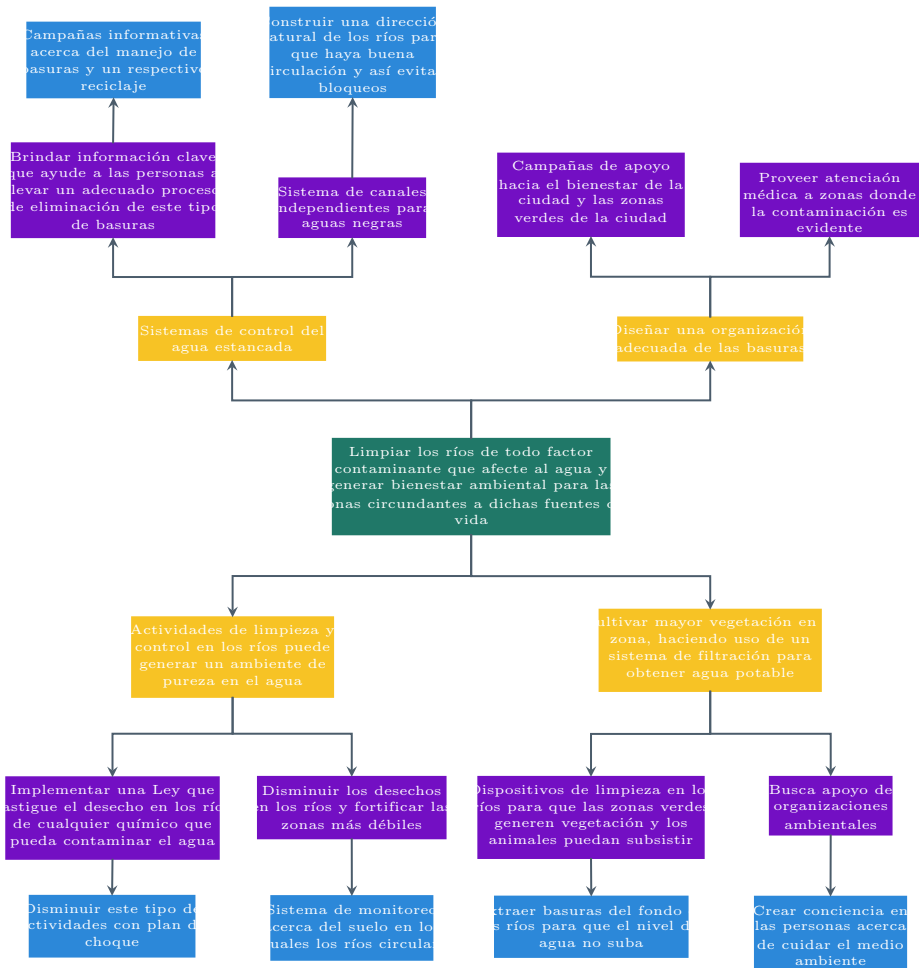 Campañas informativas
acerca del manejo de
basuras y un respectivo
reciclaje
onstruir una direcció
atural de los ríos par
que haya buena
irculación y así evita
bloqueos
Brindar información clave
que ayude a las personas a
llevar un adecuado proceso
de eliminación de este tipo
de basuras
Sistema de canales
independientes para
aguas negras
Campañas de apoyo
hacia el bienestar de la
ciudad y las zonas
verdes de la ciudad
Proveer atenciaón
médica a zonas donde
la contaminación es
evidente
Sistemas de control del
agua estancada
Diseñar una organización
adecuada de las basuras
Limpiar los ríos de todo factor
contaminante que afecte al agua y
generar bienestar ambiental para las
onas circundantes a dichas fuentes d
vida
Actividades de limpieza y
control en los ríos puede
generar un ambiente de
pureza en el agua
ultivar mayor vegetación en
zona, haciendo uso de un
sistema de filtración para
obtener agua potable
Implementar una Ley que
astigue el desecho en los río
de cualquier químico que
pueda contaminar el agua
Disminuir los desechos
en los ríos y fortificar las
zonas más débiles
Dispositivos de limpieza en los
ríos para que las zonas verdes
generen vegetación y los
animales puedan subsistir
Busca apoyo de
organizaciones
ambientales
Disminuir este tipo de
ctividades con plan d
choque
Sistema de monitoreo
acerca del suelo en los
uales los ríos circula
xtraer basuras del fondo
s ríos para que el nivel d
agua no suba
Crear conciencia en
las personas acerca
de cuidar el medio
ambiente